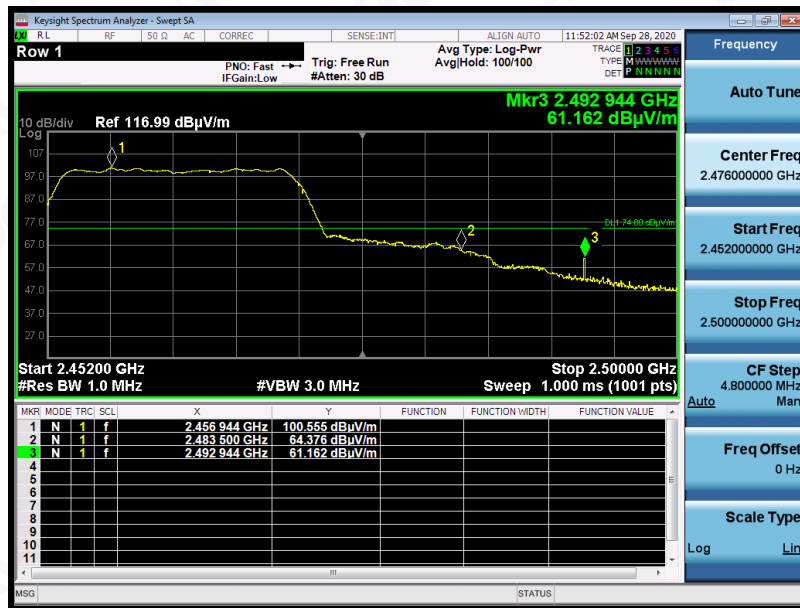 Keysight Spectrum Analyzer - Swept SA
LXI RL RF 50 Ω AC CORREC SENSE:INT ALIGN AUTO 11:52:02 AM Sep 28, 2020
Row 1
PNO: Fast
IFGain:Low
Trig: Free Run
#Atten: 30 dB
Avg Type: Log-Pwr
Avg|Hold: 100/100
TRACE 1 2 3 4 5 6
TYPE M W W W W W
DET P N N N N N
Mkr3 2.492 944 GHz
61.162 dBµV/m
10 dB/div Ref 116.99 dBµV/m
Log
107
97.0
87.0
77.0
67.0
57.0
47.0
37.0
27.0
1
2
3
DL1 74.00 dBµV/m
Start 2.45200 GHz Stop 2.50000 GHz
#Res BW 1.0 MHz #VBW 3.0 MHz Sweep 1.000 ms (1001 pts)
MKR MODE TRC SCL X Y FUNCTION FUNCTION WIDTH FUNCTION VALUE
1 N 1 f 2.456 944 GHz 100.555 dBµV/m
2 N 1 f 2.483 500 GHz 64.376 dBµV/m
3 N 1 f 2.492 944 GHz 61.162 dBµV/m
4
5
6
7
8
9
10
11
MSG STATUS
Frequency
Auto Tune
Center Freq
2.476000000 GHz
Start Freq
2.452000000 GHz
Stop Freq
2.500000000 GHz
CF Step
4.800000 MHz
Auto Man
Freq Offset
0 Hz
Scale Type
Log Lin